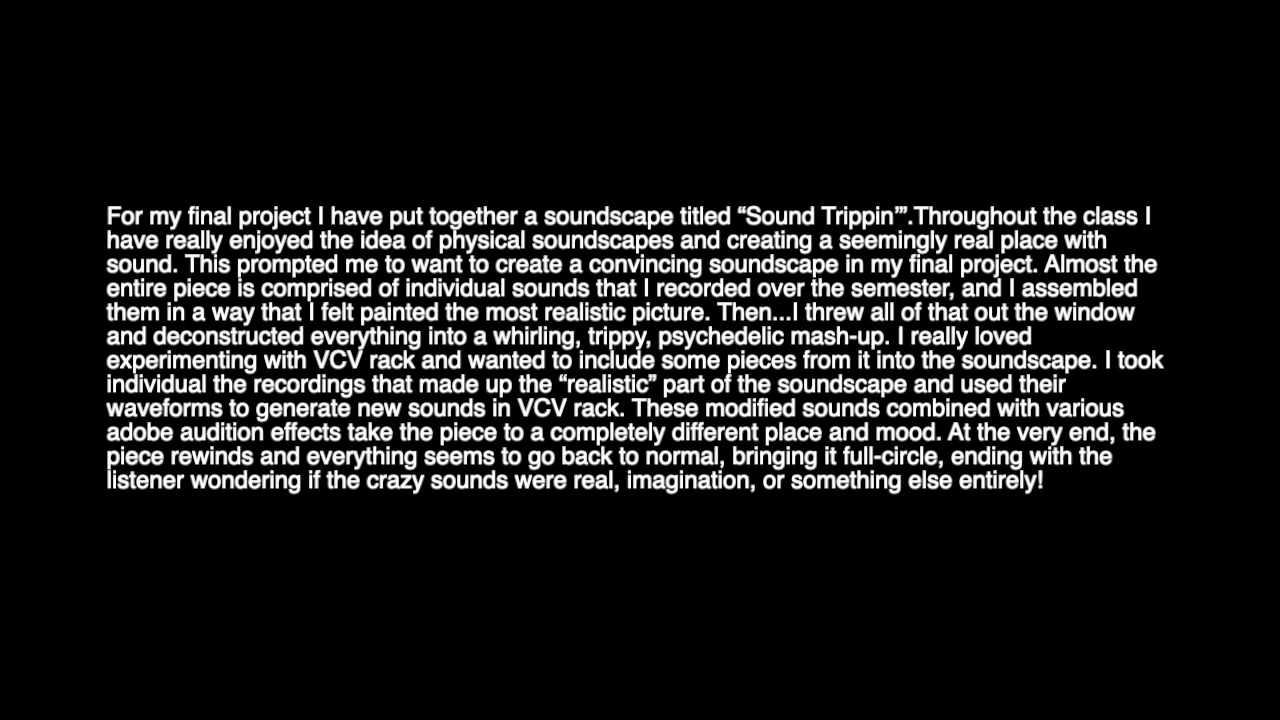 For my final project I have put together a soundscape titled “Sound Trippin’”.Throughout the class I
have really enjoyed the idea of physical soundscapes and creating a seemingly real place with
sound. This prompted me to want to create a convincing soundscape in my final project. Almost the
entire piece is comprised of individual sounds that I recorded over the semester, and I assembled
them in a way that I felt painted the most realistic picture. Then...I threw all of that out the window
and deconstructed everything into a whirling, trippy, psychedelic mash-up. I really loved
experimenting with VCV rack and wanted to include some pieces from it into the soundscape. I took
individual the recordings that made up the “realistic” part of the soundscape and used their
waveforms to generate new sounds in VCV rack. These modified sounds combined with various
adobe audition effects take the piece to a completely different place and mood. At the very end, the
piece rewinds and everything seems to go back to normal, bringing it full-circle, ending with the
listener wondering if the crazy sounds were real, imagination, or something else entirely!